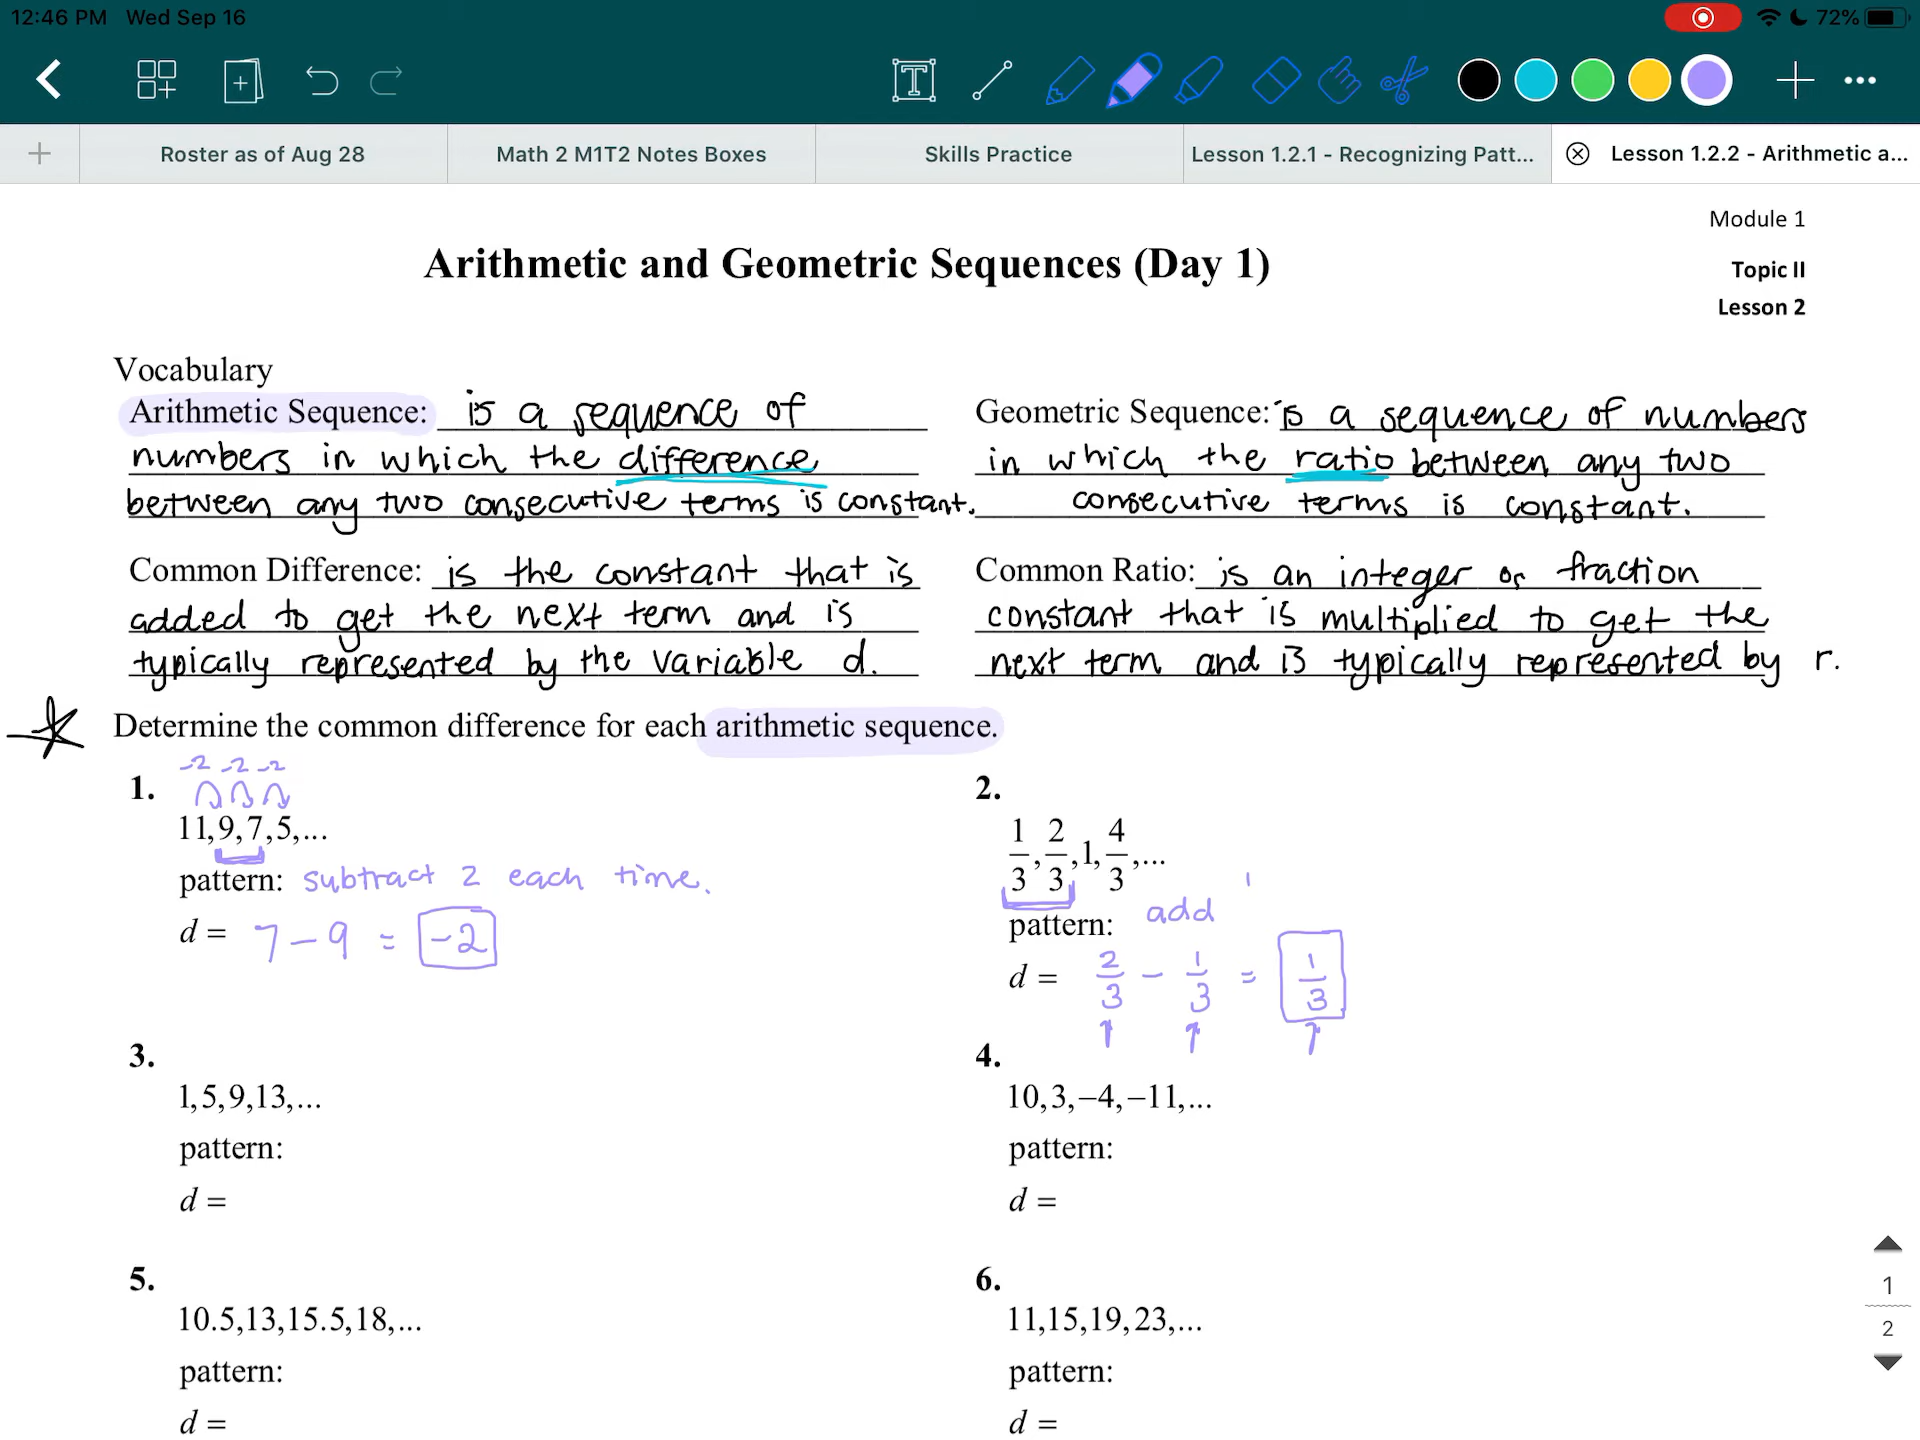 12:46 PM Wed Sep 16
72%
Roster as of Aug 28
Math 2 M1T2 Notes Boxes
Skills Practice
Lesson 1.2.1 - Recognizing Patt...
Lesson 1.2.2 - Arithmetic a...
Module 1
Arithmetic and Geometric Sequences (Day 1)
Topic II
Lesson 2
Vocabulary
Arithmetic Sequence: is a sequence of
numbers in which the difference
between any two consecutive terms is constant.
Geometric Sequence: is a sequence of numbers
in which the ratio between any two
consecutive terms is constant.
Common Difference: is the constant that is
added to get the next term and is
typically represented by the variable d.
Common Ratio: is an integer or fraction
constant that is multiplied to get the
next term and is typically represented by r.
Determine the common difference for each arithmetic sequence.
1.
-2 -2 -2
11,9,7,5,...
pattern: subtract 2 each time.
d = 7 - 9 = -2
2.
1/3, 2/3, 1, 4/3, ...
pattern: add 1
d = 2/3 - 1/3 = 1/3
3.
1,5,9,13,...
pattern:
d =
4.
10,3,−4,−11,...
pattern:
d =
5.
10.5,13,15.5,18,...
pattern:
d =
6.
11,15,19,23,...
pattern:
d =
1
2